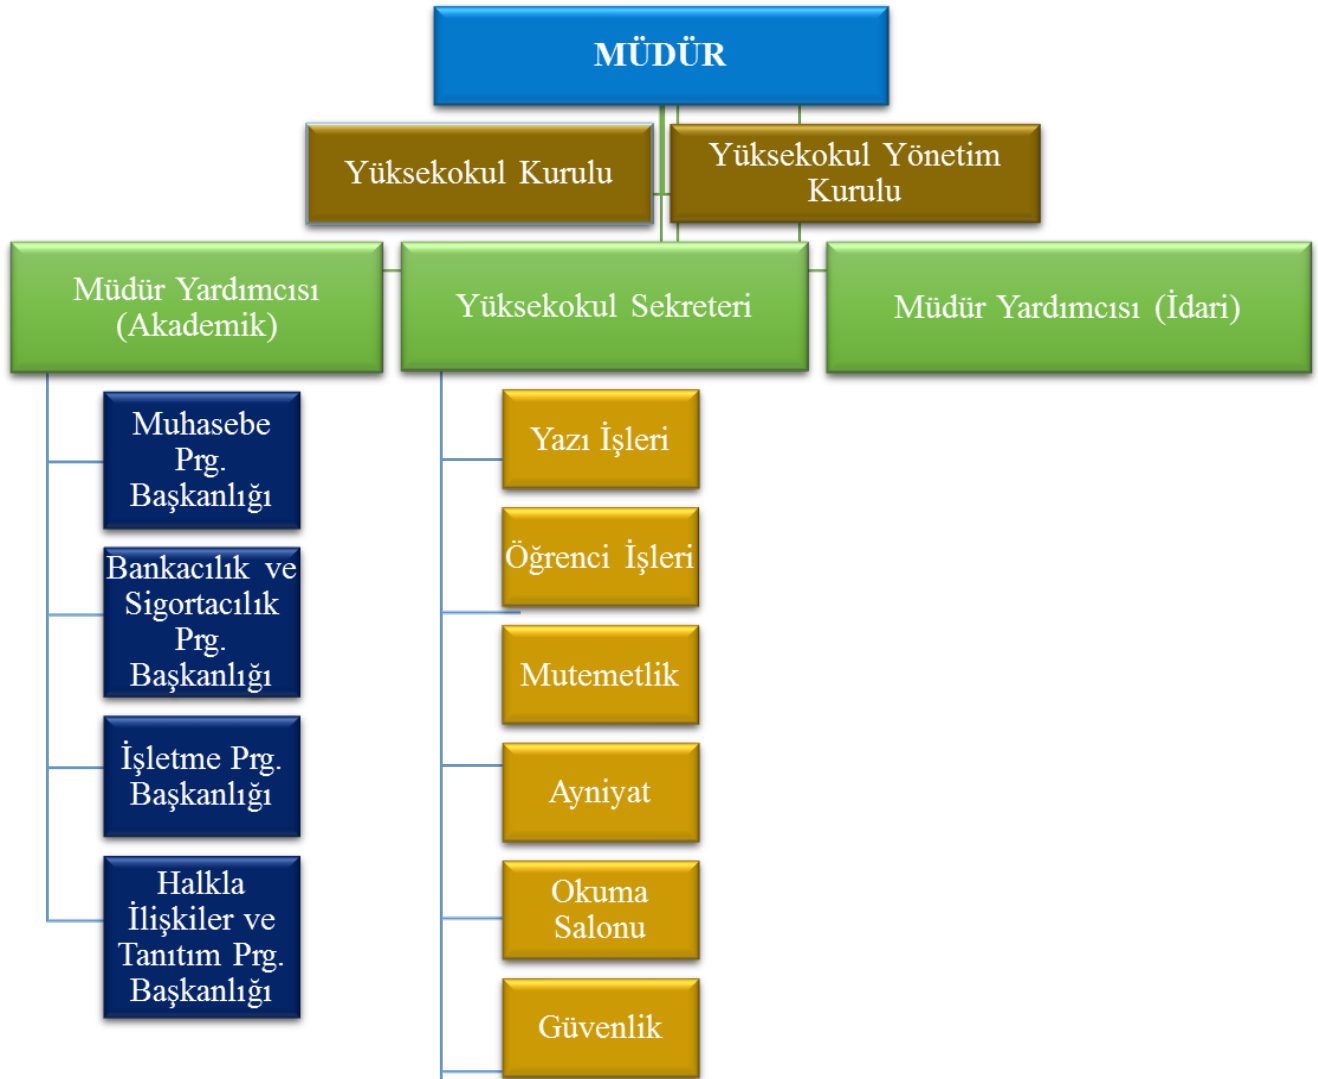 MÜDÜR
Yüksekokul Kurulu
Yüksekokul Yönetim
Kurulu
Müdür Yardımcısı
(Akademik)
Yüksekokul Sekreteri
Müdür Yardımcısı (İdari)
Muhasebe
Prg.
Başkanlığı
Bankacılık ve
Sigortacılık
Prg.
Başkanlığı
İşletme Prg.
Başkanlığı
Halkla
İlişkiler ve
Tanıtım Prg.
Başkanlığı
Yazı İşleri
Öğrenci İşleri
Mutemetlik
Ayniyat
Okuma
Salonu
Güvenlik